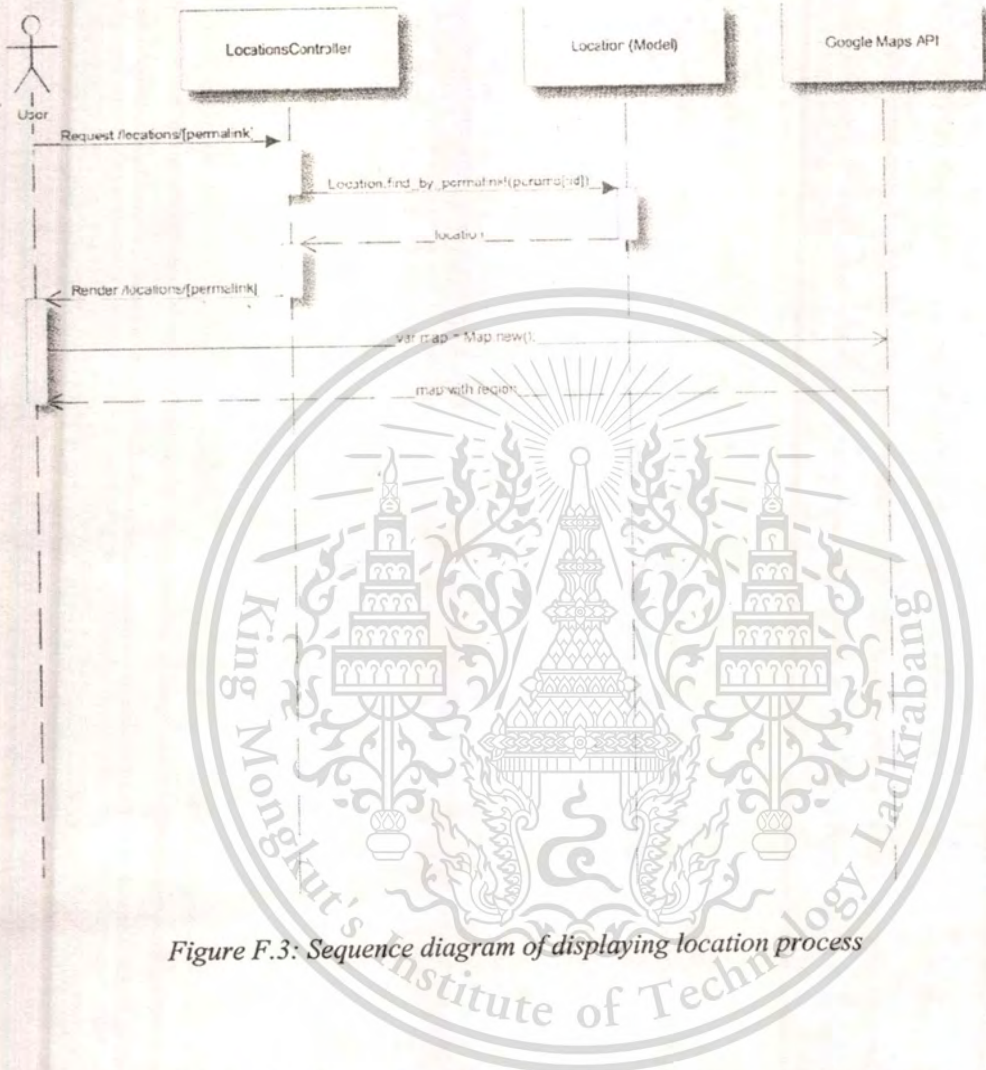 LocationsController
Location (Model)
Google Maps API
User
Request /locations/[permalink]
Location.find_by_permalink!(params[:id])
location
Render /locations/[permalink]
var map = Map.new();
map with region
King Mongkut's Institute of Technology Ladkrabang
Figure F.3: Sequence diagram of displaying location process